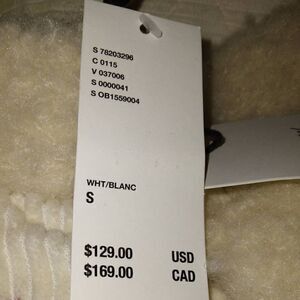 S 78203296
C 0115
V 037006
S 0000041
S OB1559004
WHT/BLANC
S
$129.00 USD
$169.00 CAD